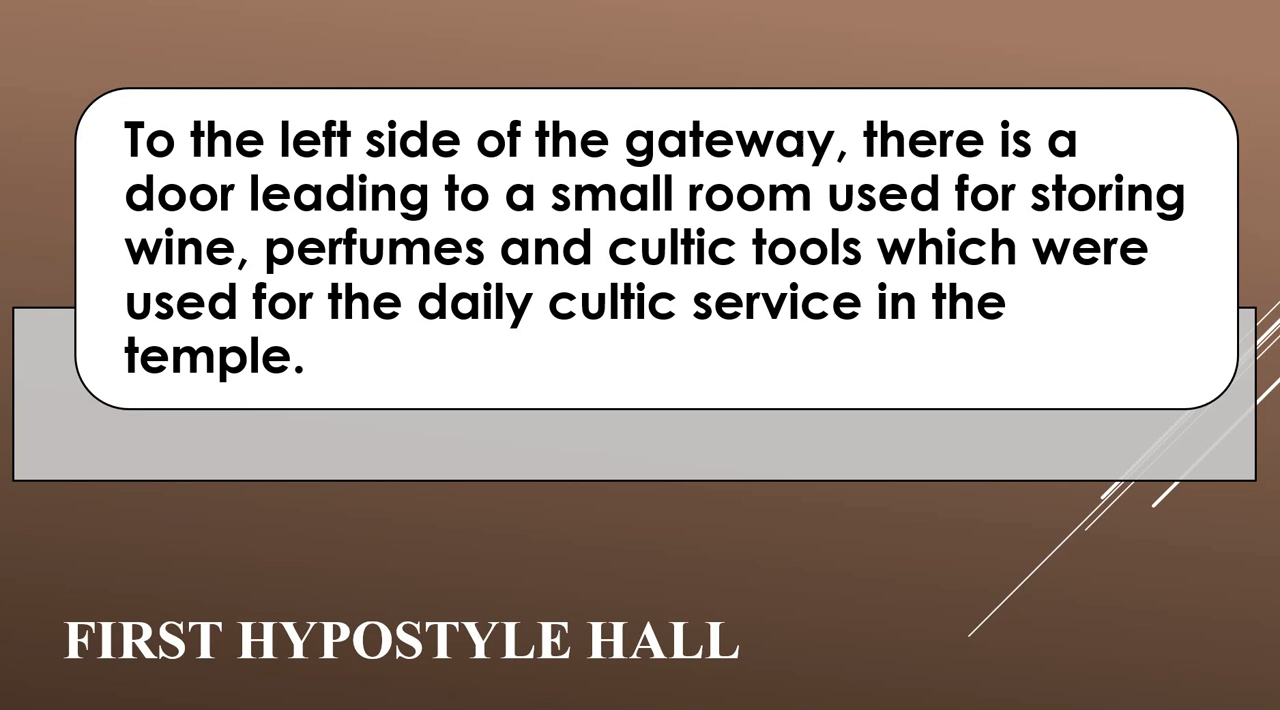 To the left side of the gateway, there is a
door leading to a small room used for storing
wine, perfumes and cultic tools which were
used for the daily cultic service in the
temple.
FIRST HYPOSTYLE HALL